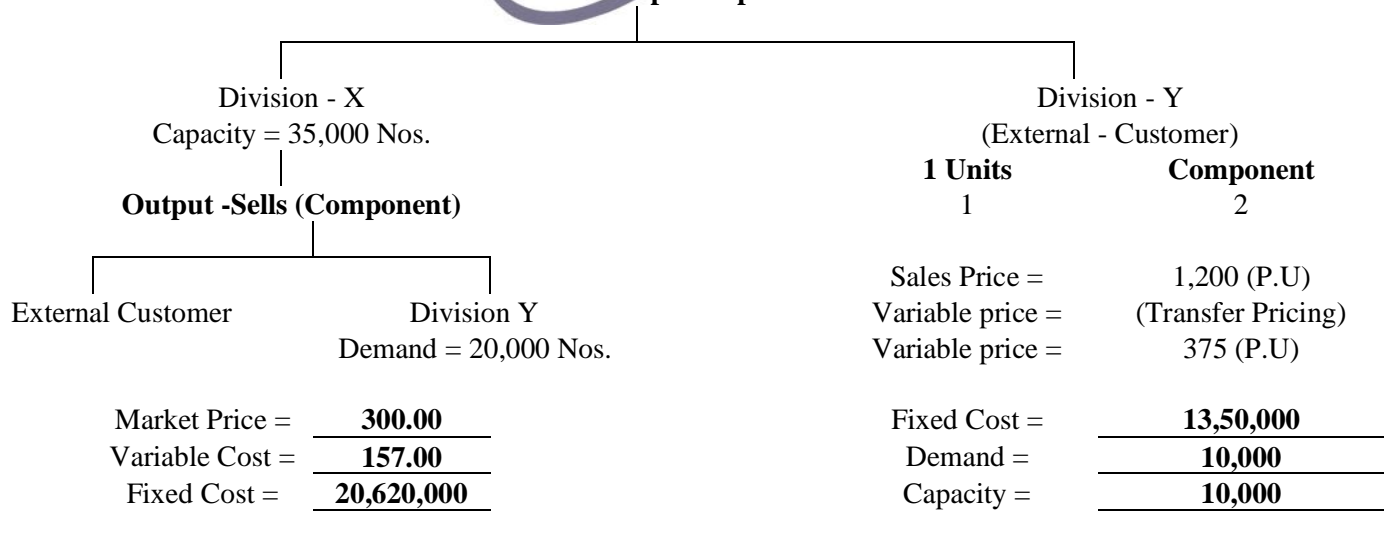 Division - X
Capacity = 35,000 Nos.
Output -Sells (Component)
External Customer
Division Y
Demand = 20,000 Nos.
Market Price = 300.00
Variable Cost = 157.00
Fixed Cost = 20,620,000
Division - Y
(External - Customer)
1 Units Component
1 2
Sales Price = 1,200 (P.U)
Variable price = (Transfer Pricing)
Variable price = 375 (P.U)
Fixed Cost = 13,50,000
Demand = 10,000
Capacity = 10,000